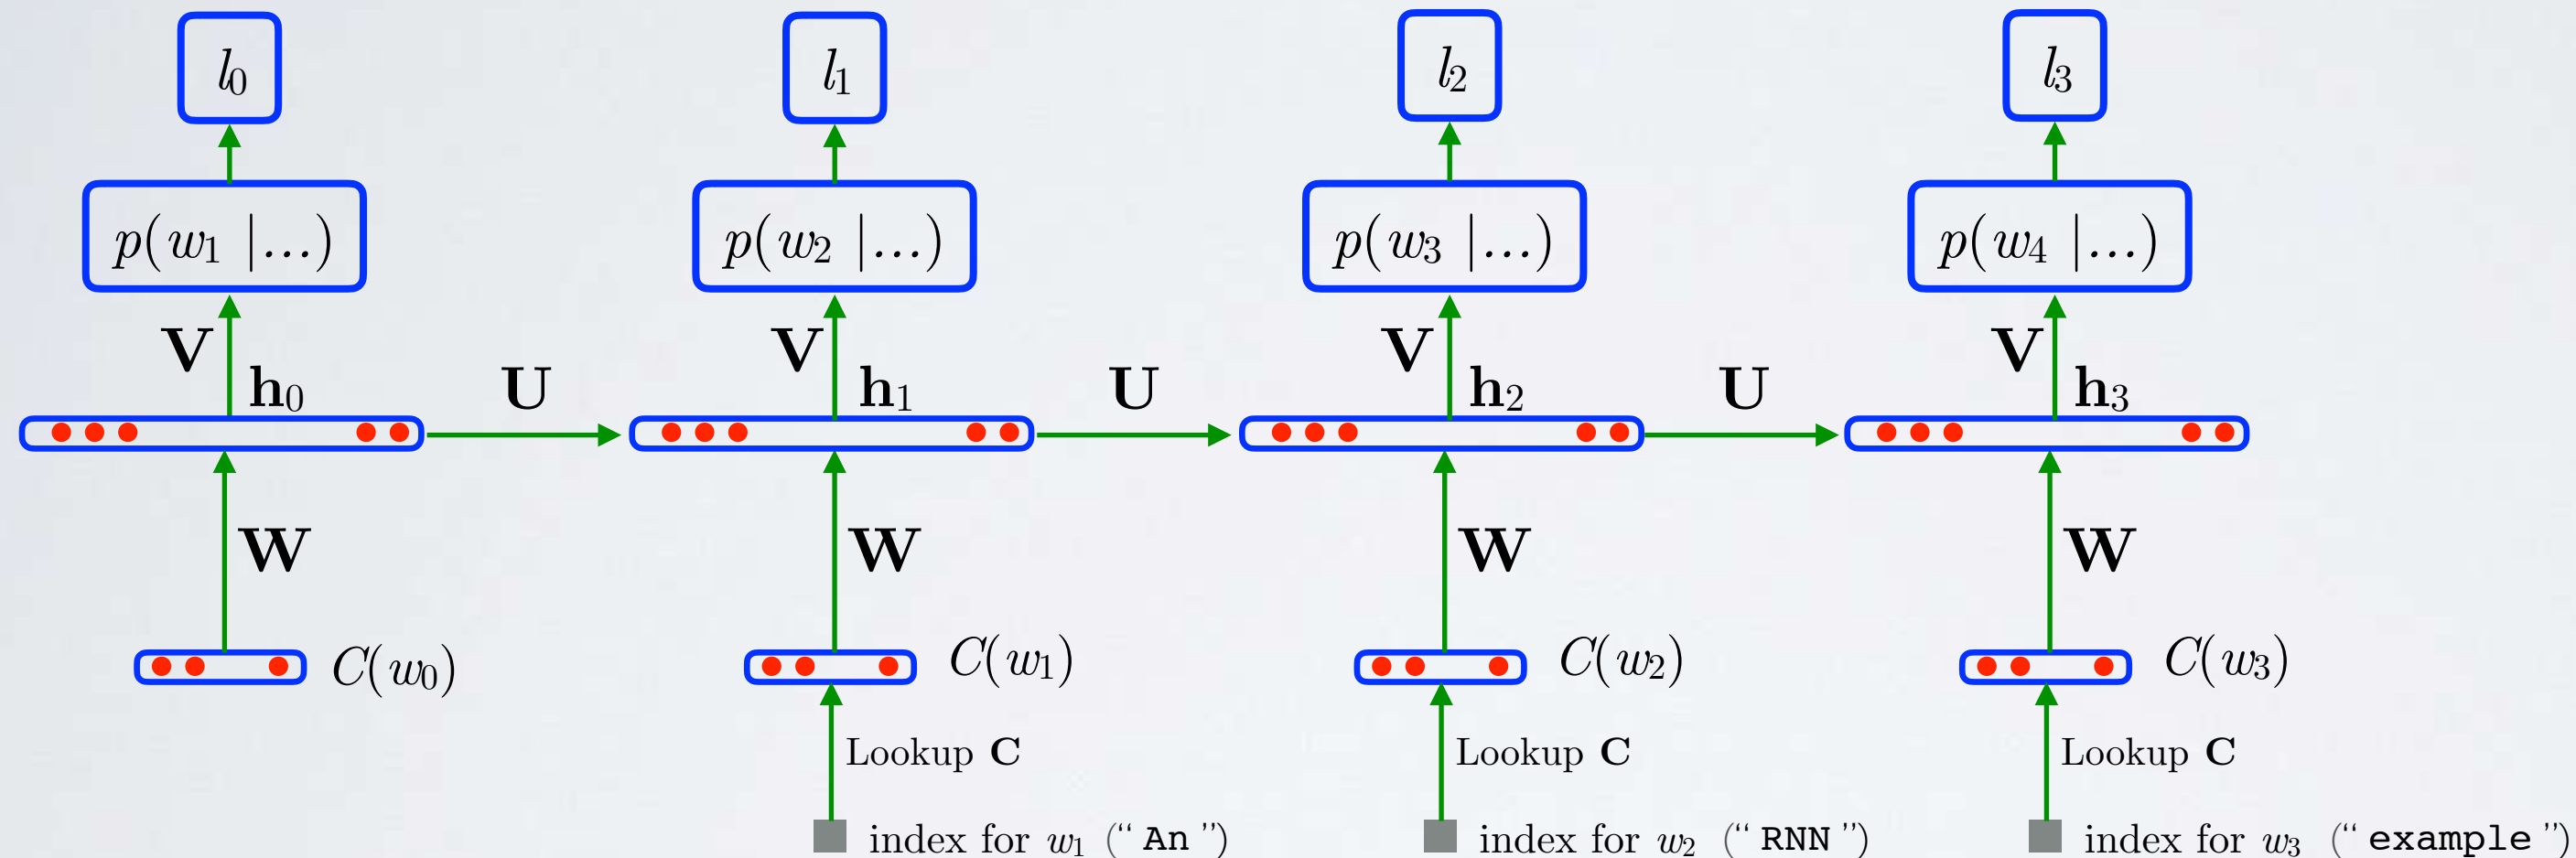 l0 l1 l2 l3
p(w1 |...) p(w2 |...) p(w3 |...) p(w4 |...)
V V V V
h0 U h1 U h2 U h3
W W W W
C(w0) C(w1) C(w2) C(w3)
Lookup C Lookup C Lookup C
index for w1 (“ An ”) index for w2 (“ RNN ”) index for w3 (“ example ”)